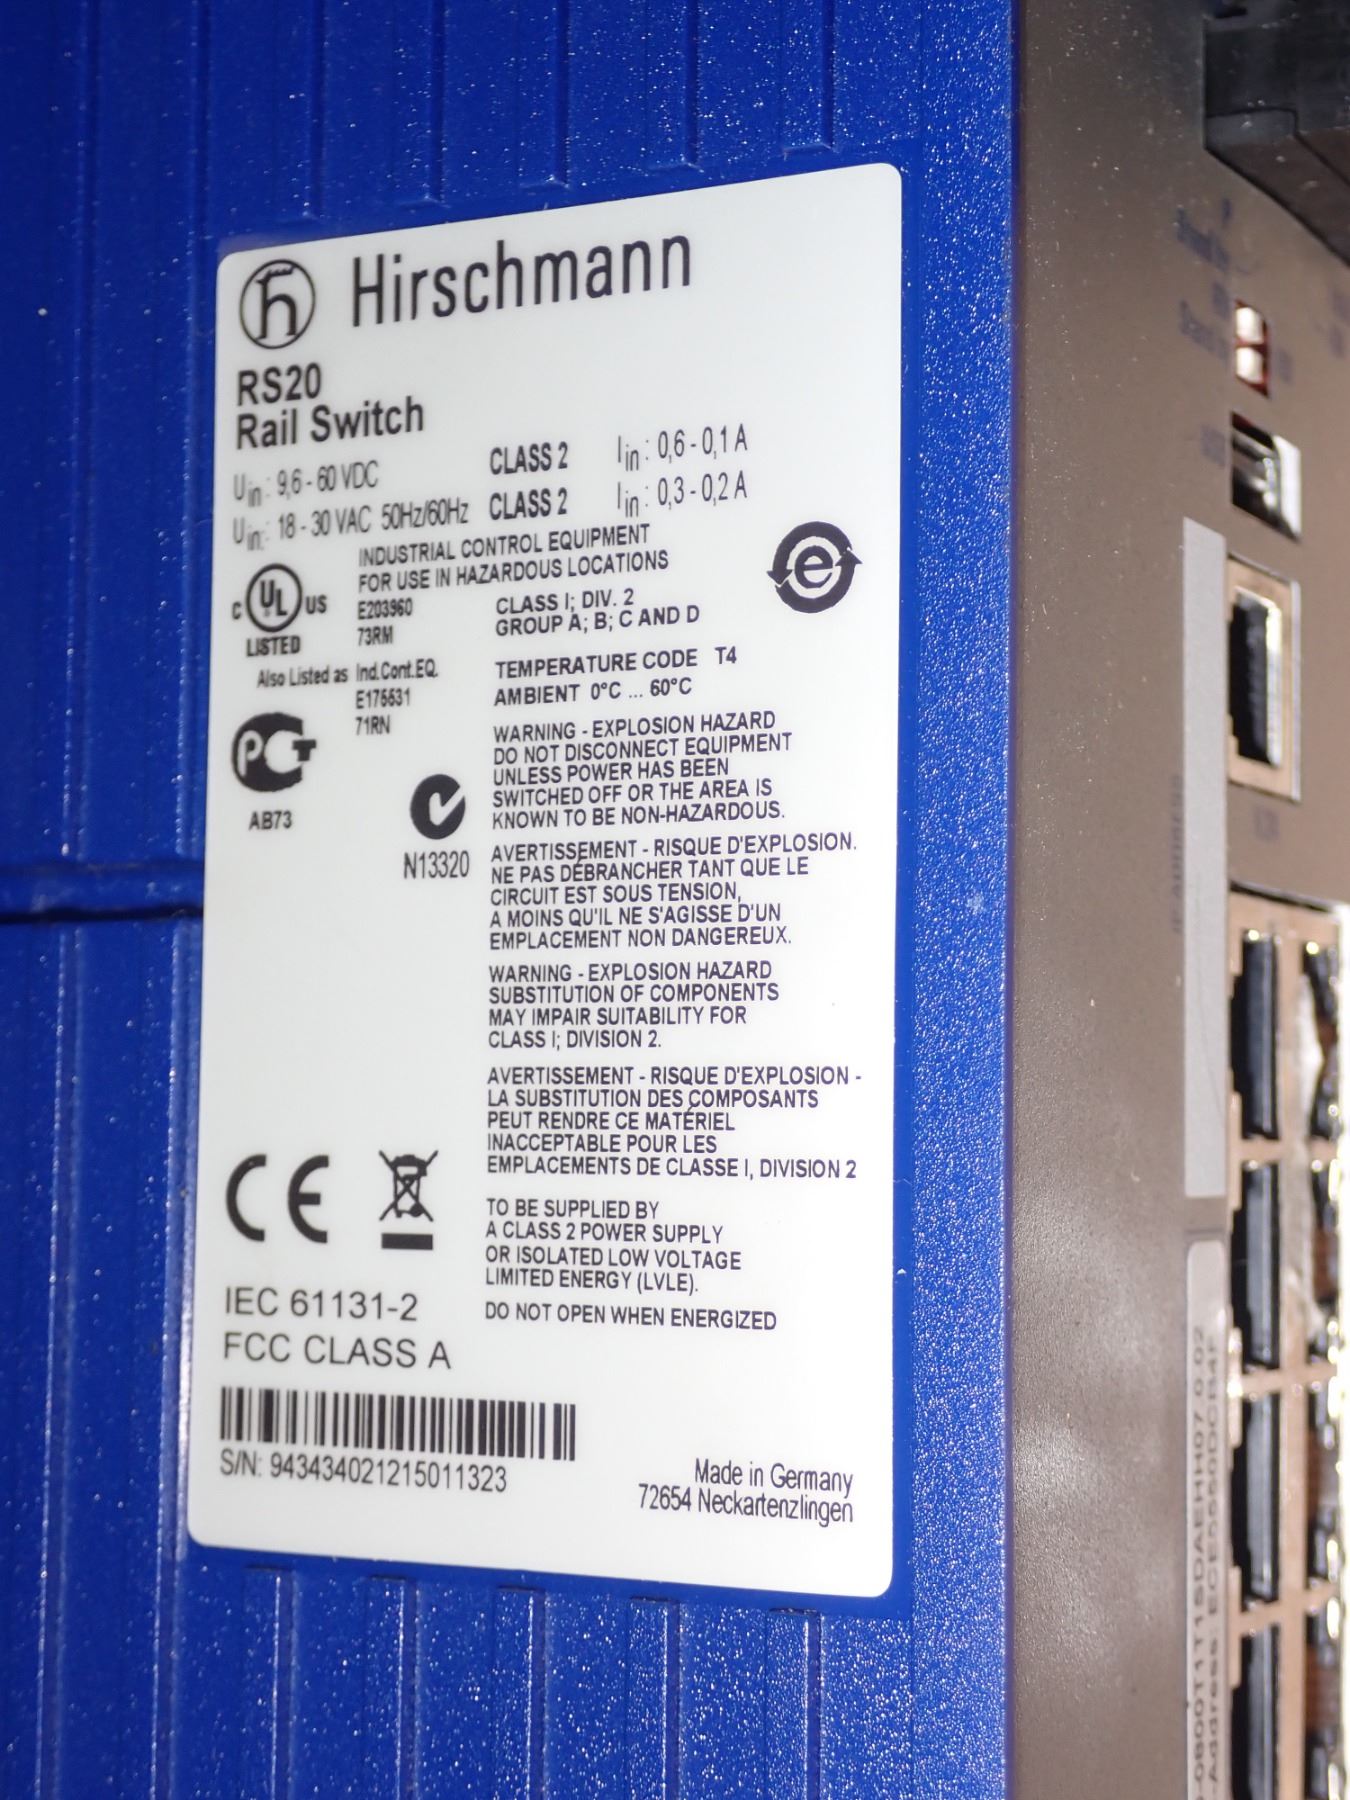 Hirschmann
RS20
Rail Switch
Uin: 9,6 - 60 VDC CLASS 2 Iin: 0,6 - 0,1 A
Uin: 18 - 30 VAC 50Hz/60Hz CLASS 2 Iin: 0,3 - 0,2 A
INDUSTRIAL CONTROL EQUIPMENT
FOR USE IN HAZARDOUS LOCATIONS
C UL US
LISTED
E203960
73RM
CLASS I; DIV. 2
GROUP A; B; C AND D
Also Listed as Ind.Cont.EQ.
E175531
71RN
TEMPERATURE CODE T4
AMBIENT 0°C ... 60°C
AB73
N13320
WARNING - EXPLOSION HAZARD
DO NOT DISCONNECT EQUIPMENT
UNLESS POWER HAS BEEN
SWITCHED OFF OR THE AREA IS
KNOWN TO BE NON-HAZARDOUS.
AVERTISSEMENT - RISQUE D'EXPLOSION.
NE PAS DÉBRANCHER TANT QUE LE
CIRCUIT EST SOUS TENSION,
A MOINS QU'IL NE S'AGISSE D'UN
EMPLACEMENT NON DANGEREUX.
WARNING - EXPLOSION HAZARD
SUBSTITUTION OF COMPONENTS
MAY IMPAIR SUITABILITY FOR
CLASS I; DIVISION 2.
AVERTISSEMENT - RISQUE D'EXPLOSION -
LA SUBSTITUTION DES COMPOSANTS
PEUT RENDRE CE MATÉRIEL
INACCEPTABLE POUR LES
EMPLACEMENTS DE CLASSE I, DIVISION 2
TO BE SUPPLIED BY
A CLASS 2 POWER SUPPLY
OR ISOLATED LOW VOLTAGE
LIMITED ENERGY (LVLE).
DO NOT OPEN WHEN ENERGIZED
CE
IEC 61131-2
FCC CLASS A
S/N: 943434021215011323
Made in Germany
72654 Neckartenzlingen
-0800T1T1SDAEHH07.0.02
Address: ECE5550DCB4F